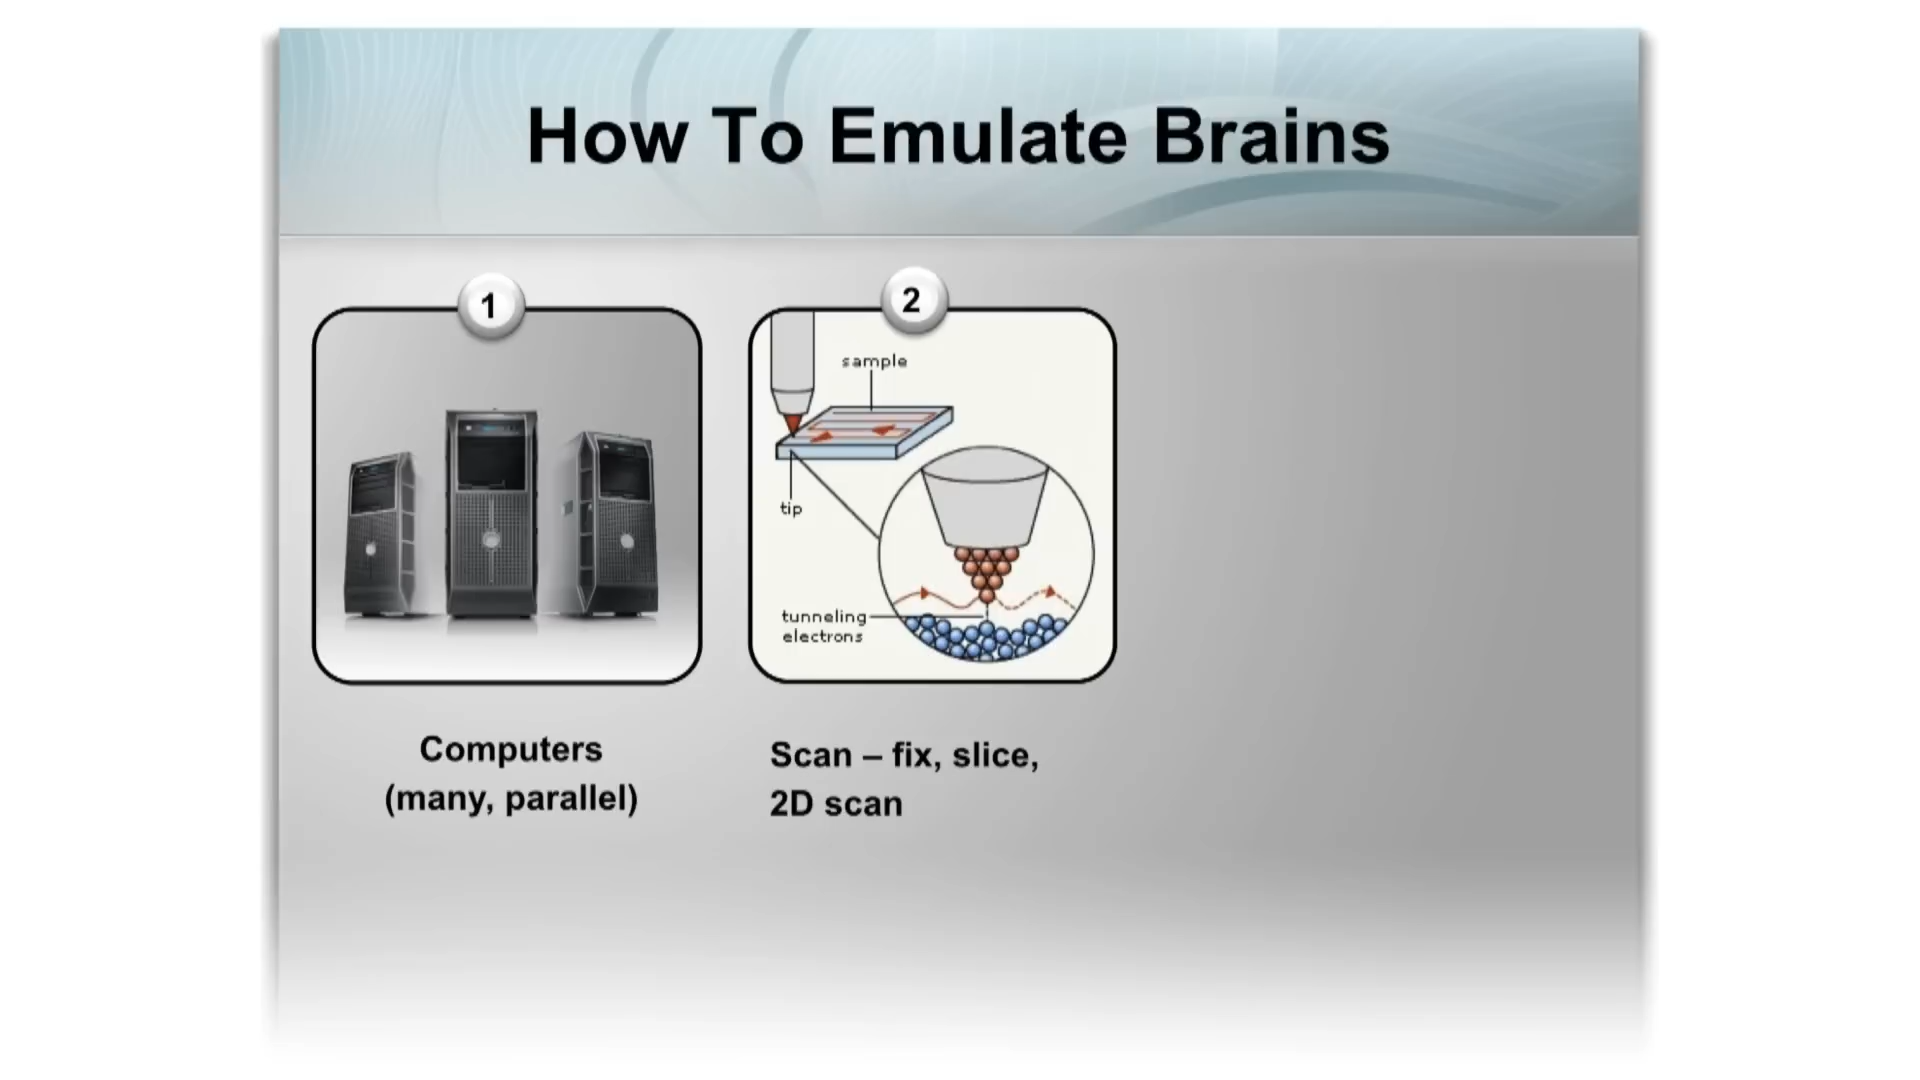 How To Emulate Brains
1
2
sample
tip
tunneling
electrons
Computers
(many, parallel)
Scan – fix, slice,
2D scan